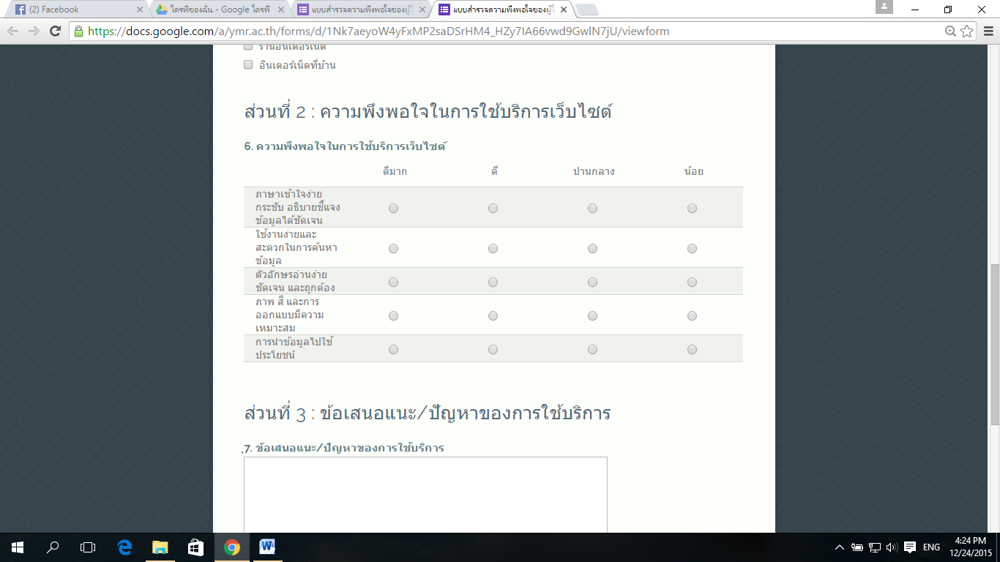 (2) Facebook
ไดรฟ์ของฉัน - Google ไดรฟ์
แบบสำรวจความพึงพอใจของผู้ใ
แบบสำรวจความพึงพอใจของผู้ใ
https://docs.google.com/a/ymr.ac.th/forms/d/1Nk7aeyoW4yFxMP2saDSrHM4_HZy7IA66vwd9GwlN7jU/viewform
ร้านอินเตอร์เน็ต
อินเตอร์เน็ตที่บ้าน
ส่วนที่ 2 : ความพึงพอใจในการใช้บริการเว็บไซต์
6. ความพึงพอใจในการใช้บริการเว็บไซต์
ดีมาก ดี ปานกลาง น้อย
ภาษาเข้าใจง่าย
กระชับ อธิบายชี้แจง
ข้อมูลได้ชัดเจน
ใช้งานง่ายและ
สะดวกในการค้นหา
ข้อมูล
ตัวอักษรอ่านง่าย
ชัดเจน และถูกต้อง
ภาพ สี และการ
ออกแบบมีความ
เหมาะสม
การนำข้อมูลไปใช้
ประโยชน์
ส่วนที่ 3 : ข้อเสนอแนะ/ปัญหาของการใช้บริการ
ุ7. ข้อเสนอแนะ/ปัญหาของการใช้บริการ
ENG
4:24 PM
12/24/2015